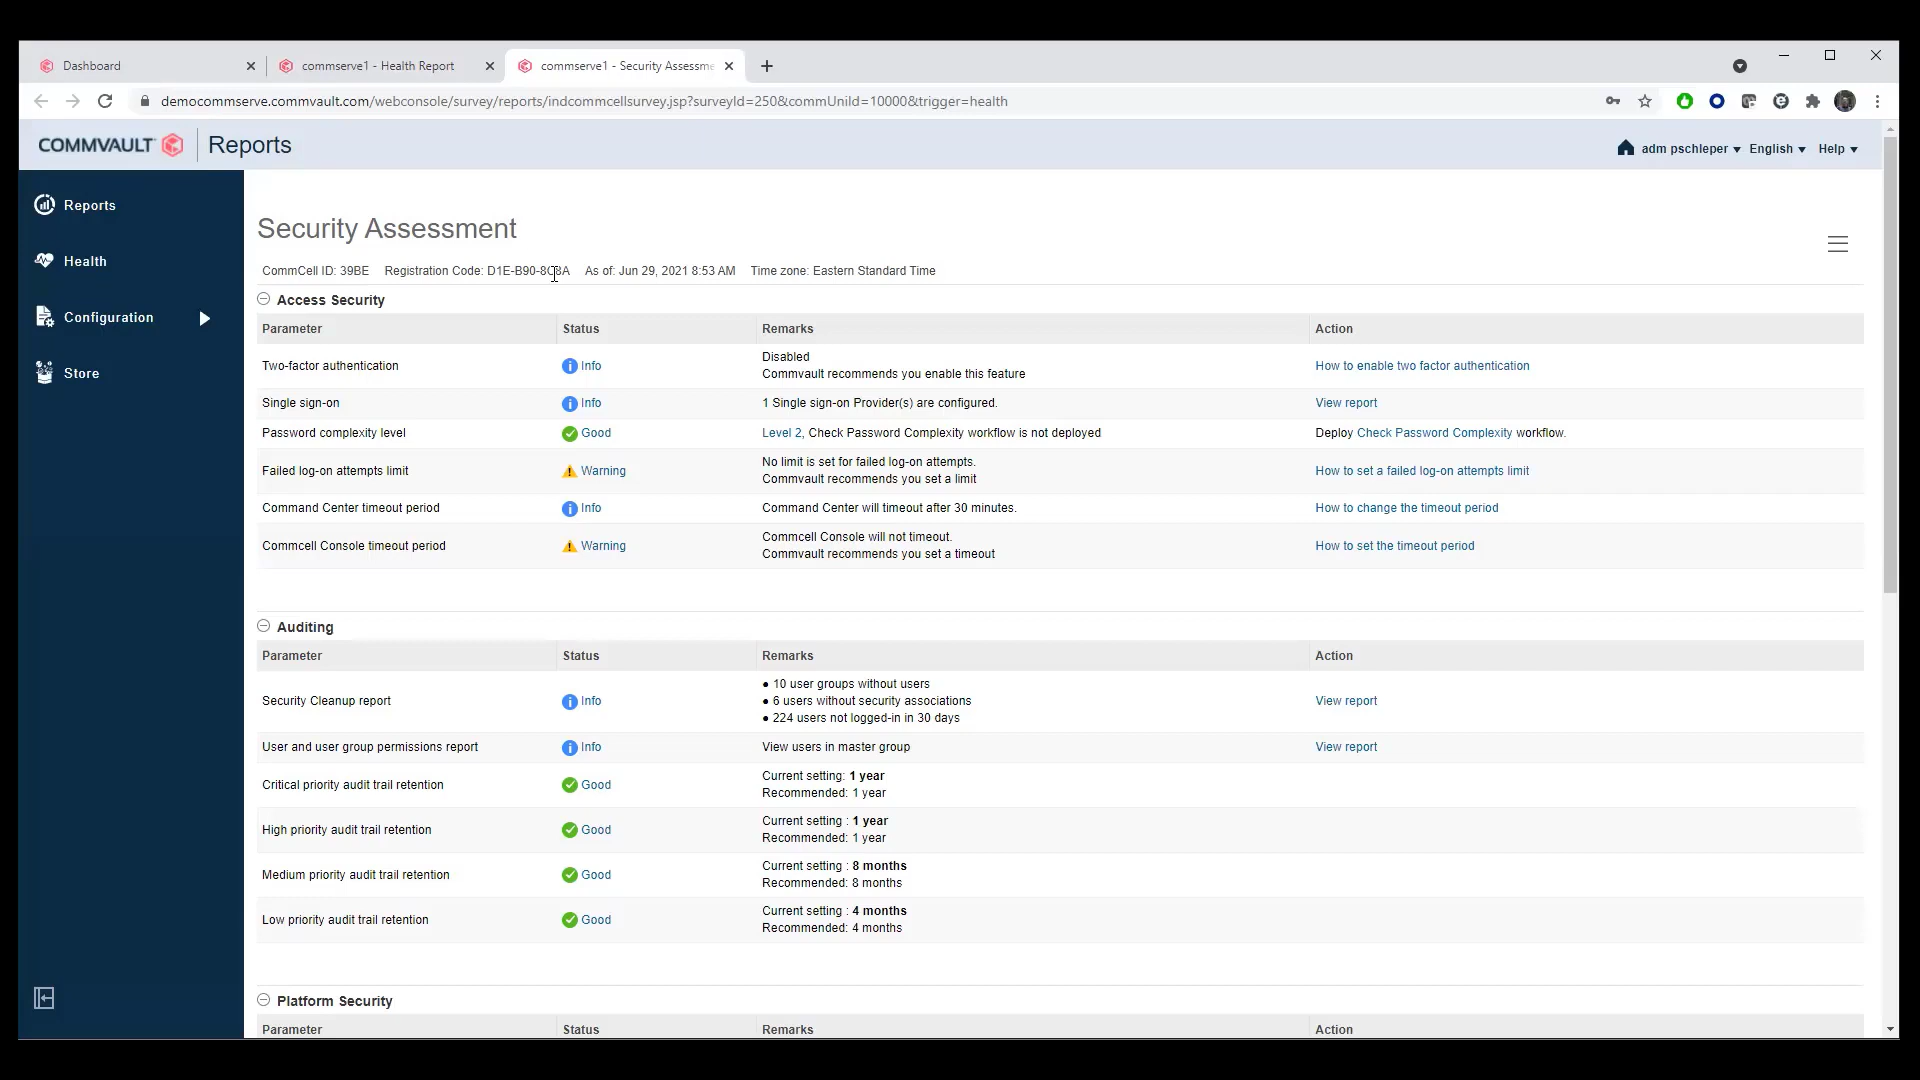 Dashboard
commserve1 - Health Report
commserve1 - Security Assessme
democommserve.commvault.com/webconsole/survey/reports/indcommcellsurvey.jsp?surveyId=250&commUniId=10000&trigger=health
COMMVAULT Reports
adm pschleper English Help
Reports
Health
Configuration
Store
Security Assessment
CommCell ID: 39BE Registration Code: D1E-B90-8C8A As of: Jun 29, 2021 8:53 AM Time zone: Eastern Standard Time
Access Security
Parameter Status Remarks Action
Two-factor authentication Info Disabled
Commvault recommends you enable this feature How to enable two factor authentication
Single sign-on Info 1 Single sign-on Provider(s) are configured. View report
Password complexity level Good Level 2, Check Password Complexity workflow is not deployed Deploy Check Password Complexity workflow.
Failed log-on attempts limit Warning No limit is set for failed log-on attempts.
Commvault recommends you set a limit How to set a failed log-on attempts limit
Command Center timeout period Info Command Center will timeout after 30 minutes. How to change the timeout period
Commcell Console timeout period Warning Commcell Console will not timeout.
Commvault recommends you set a timeout How to set the timeout period
Auditing
Parameter Status Remarks Action
Security Cleanup report Info ● 10 user groups without users
● 6 users without security associations View report
● 224 users not logged-in in 30 days
User and user group permissions report Info View users in master group View report
Critical priority audit trail retention Good Current setting: 1 year
Recommended: 1 year
High priority audit trail retention Good Current setting : 1 year
Recommended: 1 year
Medium priority audit trail retention Good Current setting : 8 months
Recommended: 8 months
Low priority audit trail retention Good Current setting : 4 months
Recommended: 4 months
Platform Security
Parameter Status Remarks Action